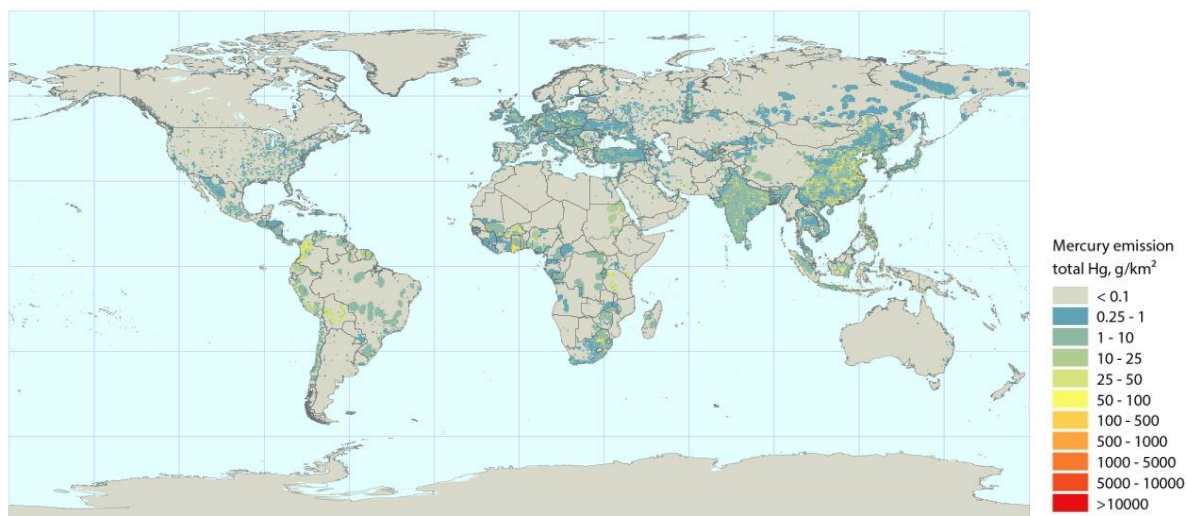 Mercury emission
total Hg, g/km²
< 0.1
0.25 - 1
1 - 10
10 - 25
25 - 50
50 - 100
100 - 500
500 - 1000
1000 - 5000
5000 - 10000
>10000